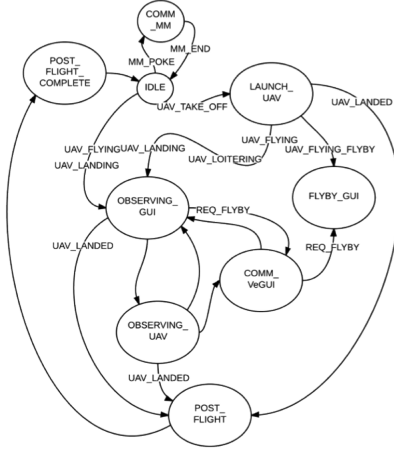 COMM
_MM
MM_END
MM_POKE
POST_
FLIGHT_
COMPLETE
IDLE
UAV_TAKE_OFF
LAUNCH_
UAV
UAV_LANDED
UAV_FLYING
UAV_FLYING
UAV_LANDING
UAV_FLYING_FLYBY
UAV_LANDING
UAV_LOITERING
OBSERVING_
GUI
REQ_FLYBY
FLYBY_GUI
UAV_LANDED
REQ_FLYBY
COMM_
VeGUI
OBSERVING_
UAV
UAV_LANDED
POST_
FLIGHT